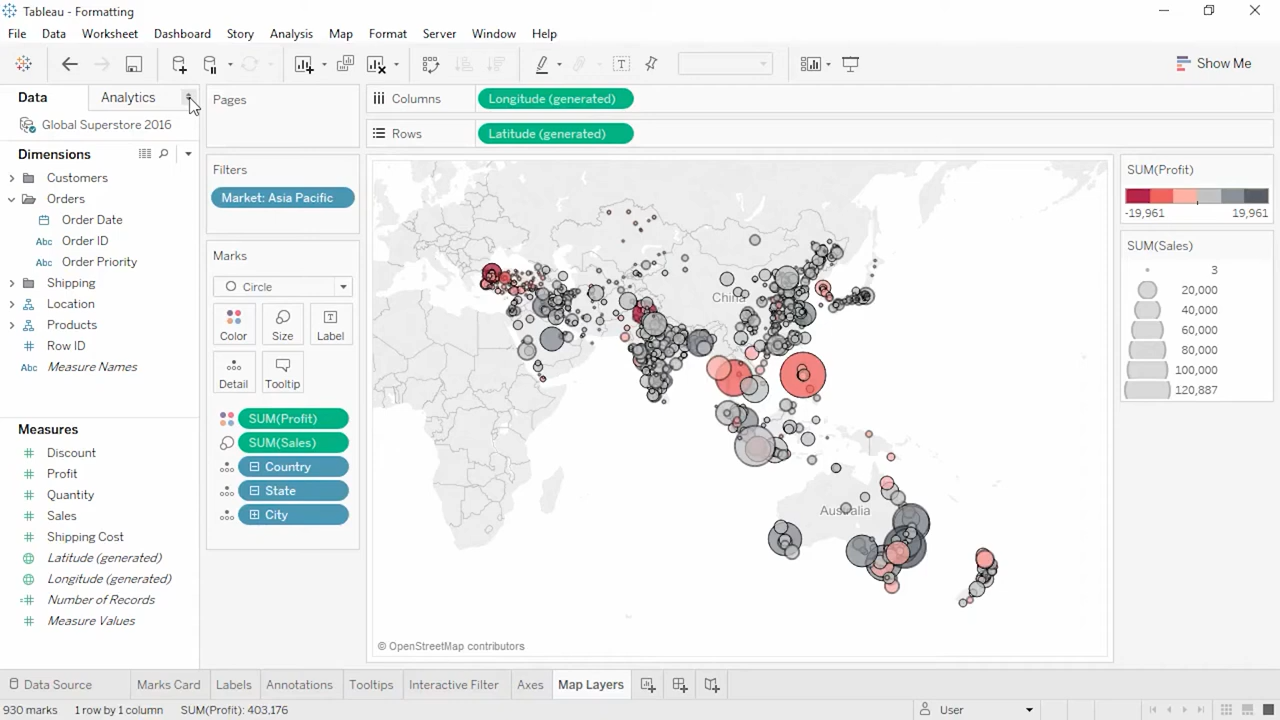 Tableau - Formatting
File Data Worksheet Dashboard Story Analysis Map Format Server Window Help
Show Me
Data Analytics
Global Superstore 2016
Dimensions
Customers
Orders
Order Date
Abc Order ID
Abc Order Priority
Shipping
Location
Products
Row ID
Abc Measure Names
Measures
Discount
Profit
Quantity
Sales
Shipping Cost
Latitude (generated)
Longitude (generated)
Number of Records
Measure Values
Pages
Filters
Market: Asia Pacific
Marks
Circle
Color Size Label
Detail Tooltip
SUM(Profit)
SUM(Sales)
Country
State
City
Columns Longitude (generated)
Rows Latitude (generated)
China
Australia
© OpenStreetMap contributors
SUM(Profit)
-19,961 19,961
SUM(Sales)
3
20,000
40,000
60,000
80,000
100,000
120,887
Data Source Marks Card Labels Annotations Tooltips Interactive Filter Axes Map Layers
930 marks 1 row by 1 column SUM(Profit): 403,176 User